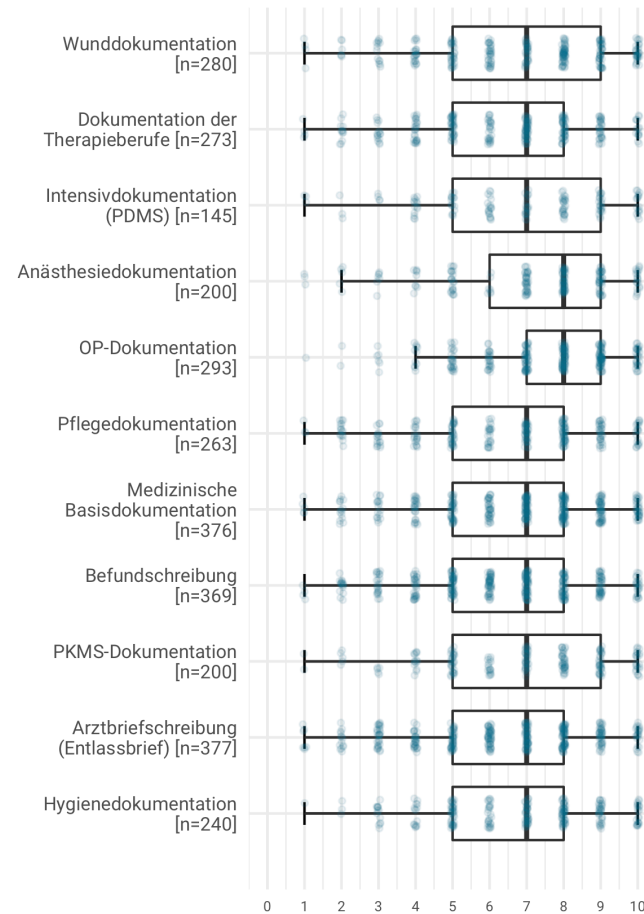 Wunddokumentation
[n=280]
Dokumentation der
Therapieberufe [n=273]
Intensivdokumentation
(PDMS) [n=145]
Anästhesiedokumentation
[n=200]
OP-Dokumentation
[n=293]
Pflegedokumentation
[n=263]
Medizinische
Basisdokumentation
[n=376]
Befundschreibung
[n=369]
PKMS-Dokumentation
[n=200]
Arztbriefschreibung
(Entlassbrief) [n=377]
Hygienedokumentation
[n=240]
0 1 2 3 4 5 6 7 8 9 10